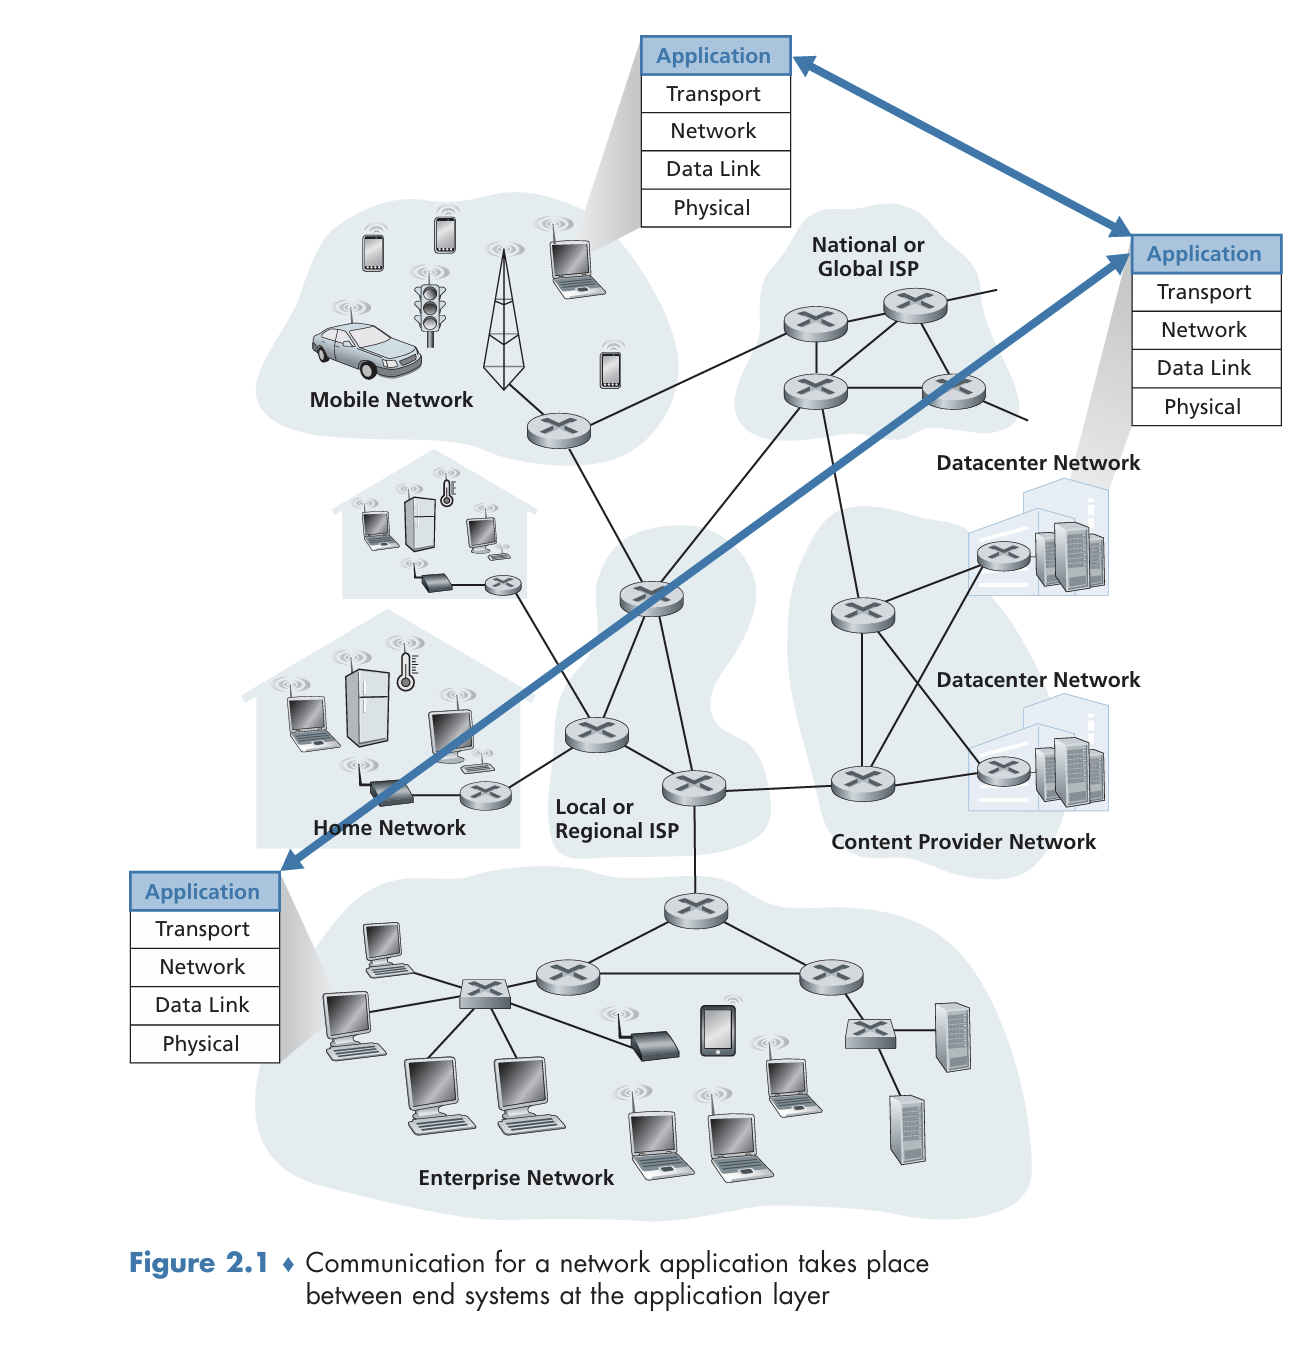 Application
Transport
Network
Data Link
Physical
National or
Global ISP
Application
Transport
Network
Data Link
Physical
Mobile Network
Datacenter Network
Datacenter Network
Local or
Regional ISP
Home Network
Content Provider Network
Application
Transport
Network
Data Link
Physical
Enterprise Network
Figure 2.1 ♦ Communication for a network application takes place
between end systems at the application layer